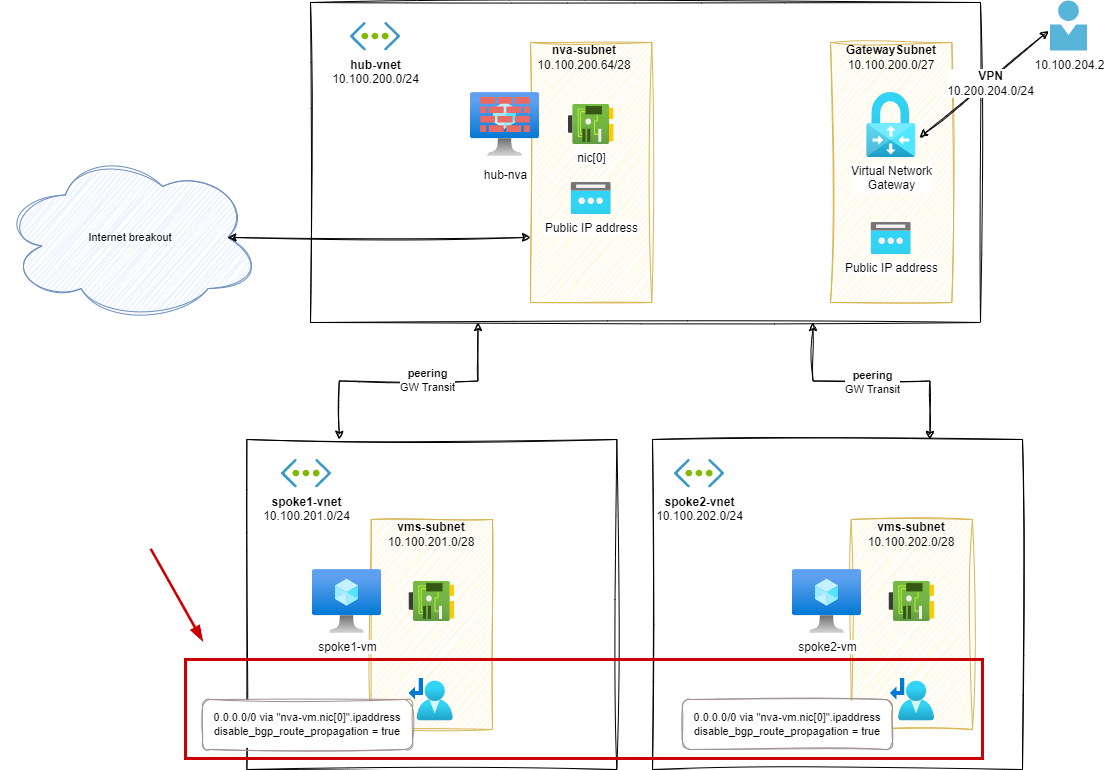 hub-vnet
10.100.200.0/24
nva-subnet
10.100.200.64/28
hub-nva
nic[0]
Public IP address
GatewaySubnet
10.100.200.0/27
Virtual Network
Gateway
Public IP address
VPN
10.200.204.0/24
10.100.204.2
Internet breakout
peering
GW Transit
peering
GW Transit
spoke1-vnet
10.100.201.0/24
vms-subnet
10.100.201.0/28
spoke1-vm
0.0.0.0/0 via "nva-vm.nic[0]".ipaddress
disable_bgp_route_propagation = true
spoke2-vnet
10.100.202.0/24
vms-subnet
10.100.202.0/28
spoke2-vm
0.0.0.0/0 via "nva-vm.nic[0]".ipaddress
disable_bgp_route_propagation = true